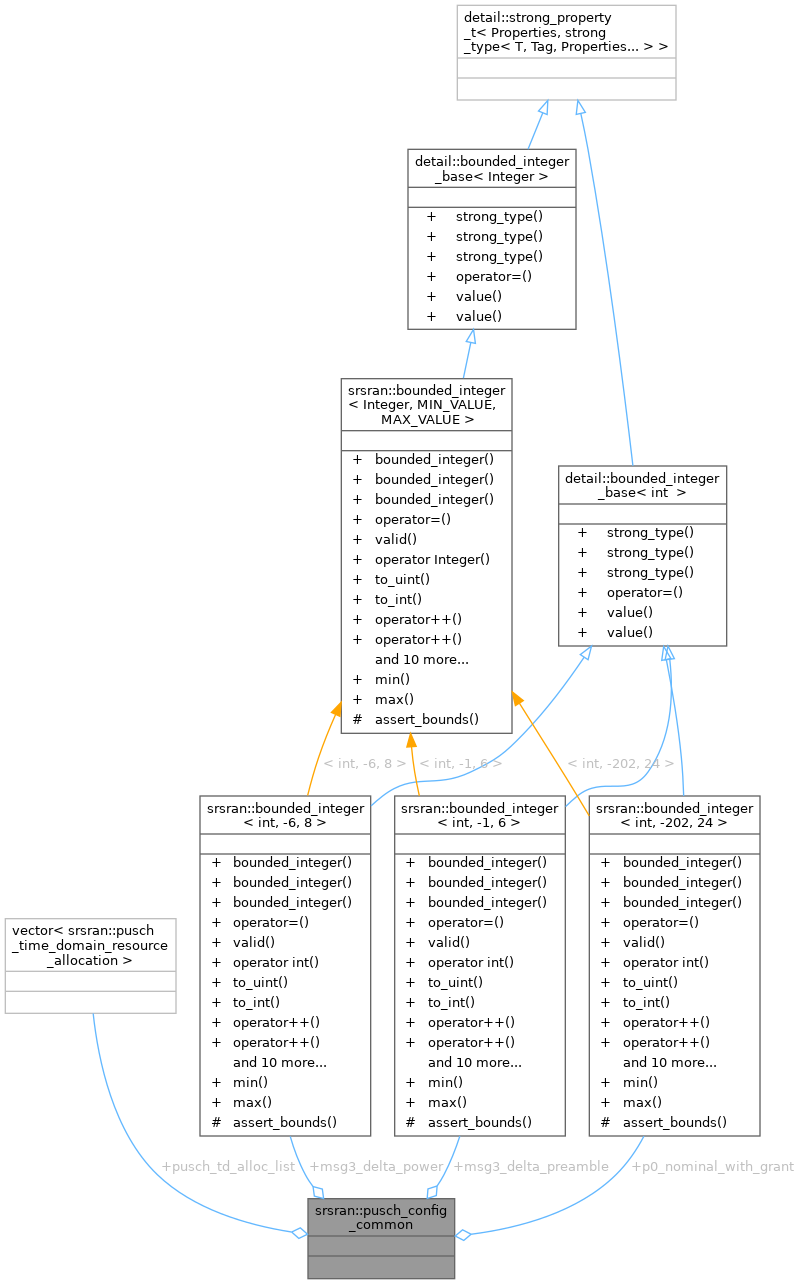 detail::strong_property
_t< Properties, strong
_type< T, Tag, Properties... > >
detail::bounded_integer
_base< Integer >
+ strong_type()
+ strong_type()
+ strong_type()
+ operator=()
+ value()
+ value()
srsran::bounded_integer
< Integer, MIN_VALUE,
MAX_VALUE >
+ bounded_integer()
+ bounded_integer()
+ bounded_integer()
+ operator=()
+ valid()
+ operator Integer()
+ to_uint()
+ to_int()
+ operator++()
+ operator++()
and 10 more...
+ min()
+ max()
# assert_bounds()
detail::bounded_integer
_base< int >
+ strong_type()
+ strong_type()
+ strong_type()
+ operator=()
+ value()
+ value()
< int, -6, 8 >
< int, -1, 6 >
< int, -202, 24 >
srsran::bounded_integer
< int, -6, 8 >
+ bounded_integer()
+ bounded_integer()
+ bounded_integer()
+ operator=()
+ valid()
+ operator int()
+ to_uint()
+ to_int()
+ operator++()
+ operator++()
and 10 more...
+ min()
+ max()
# assert_bounds()
srsran::bounded_integer
< int, -1, 6 >
+ bounded_integer()
+ bounded_integer()
+ bounded_integer()
+ operator=()
+ valid()
+ operator int()
+ to_uint()
+ to_int()
+ operator++()
+ operator++()
and 10 more...
+ min()
+ max()
# assert_bounds()
srsran::bounded_integer
< int, -202, 24 >
+ bounded_integer()
+ bounded_integer()
+ bounded_integer()
+ operator=()
+ valid()
+ operator int()
+ to_uint()
+ to_int()
+ operator++()
+ operator++()
and 10 more...
+ min()
+ max()
# assert_bounds()
vector< srsran::pusch
_time_domain_resource
_allocation >
+pusch_td_alloc_list
+msg3_delta_power
+msg3_delta_preamble
+p0_nominal_with_grant
srsran::pusch_config
_common